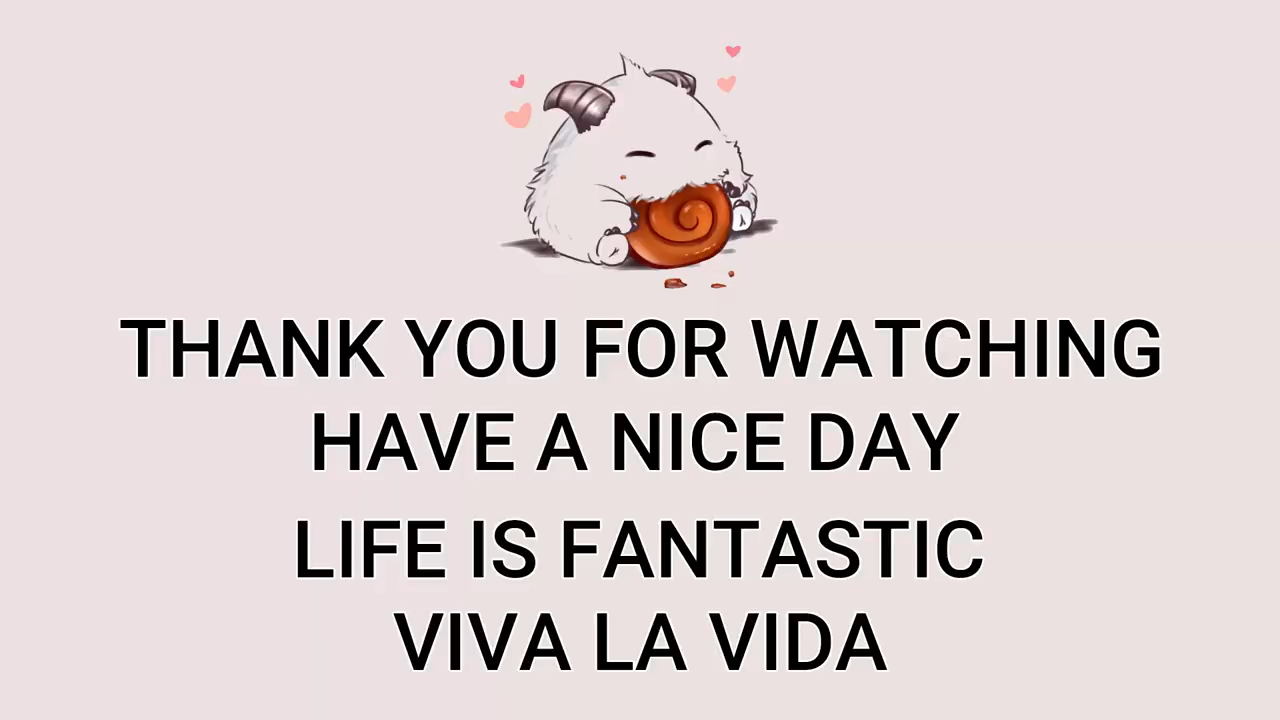 THANK YOU FOR WATCHING
HAVE A NICE DAY
LIFE IS FANTASTIC
VIVA LA VIDA